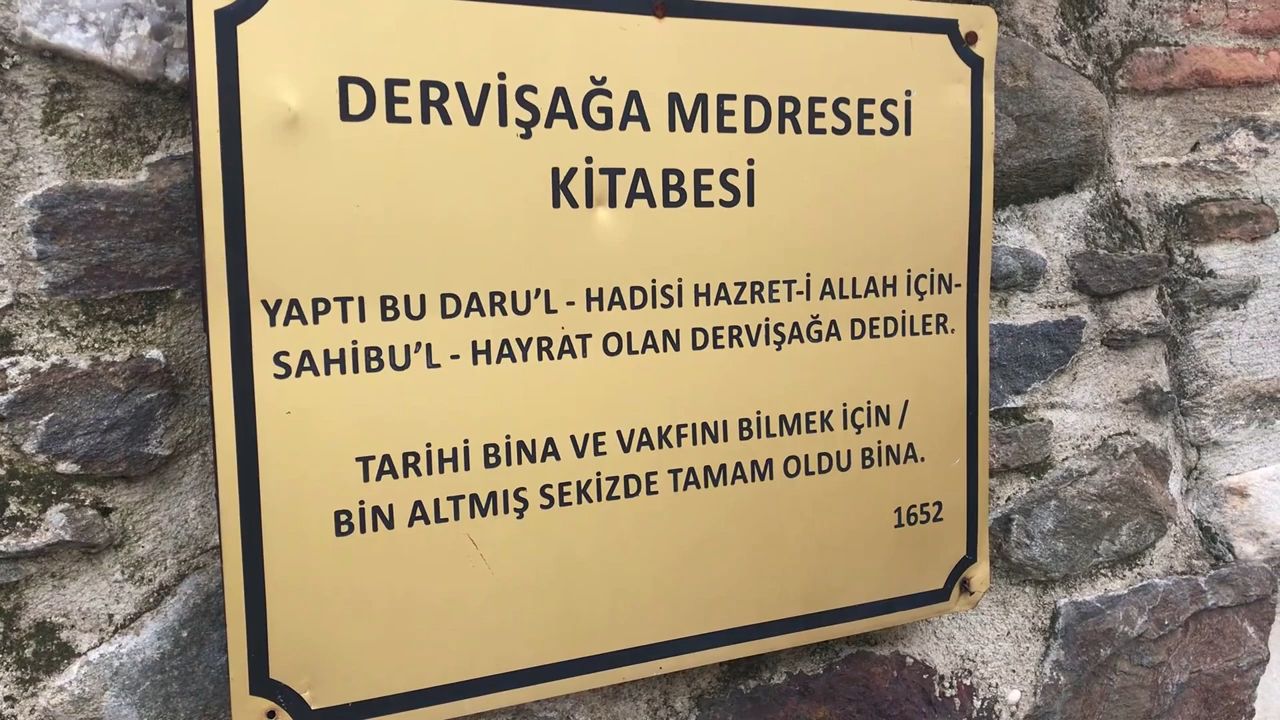 DERVİŞAĞA MEDRESESİ
KİTABESİ
YAPTI BU DARU'L - HADİSİ HAZRET-İ ALLAH İÇİN-
SAHİBU'L - HAYRAT OLAN DERVİŞAĞA DEDİLER.
TARİHİ BİNA VE VAKFINI BİLMEK İÇİN /
BİN ALTMIŞ SEKİZDE TAMAM OLDU BİNA.
1652